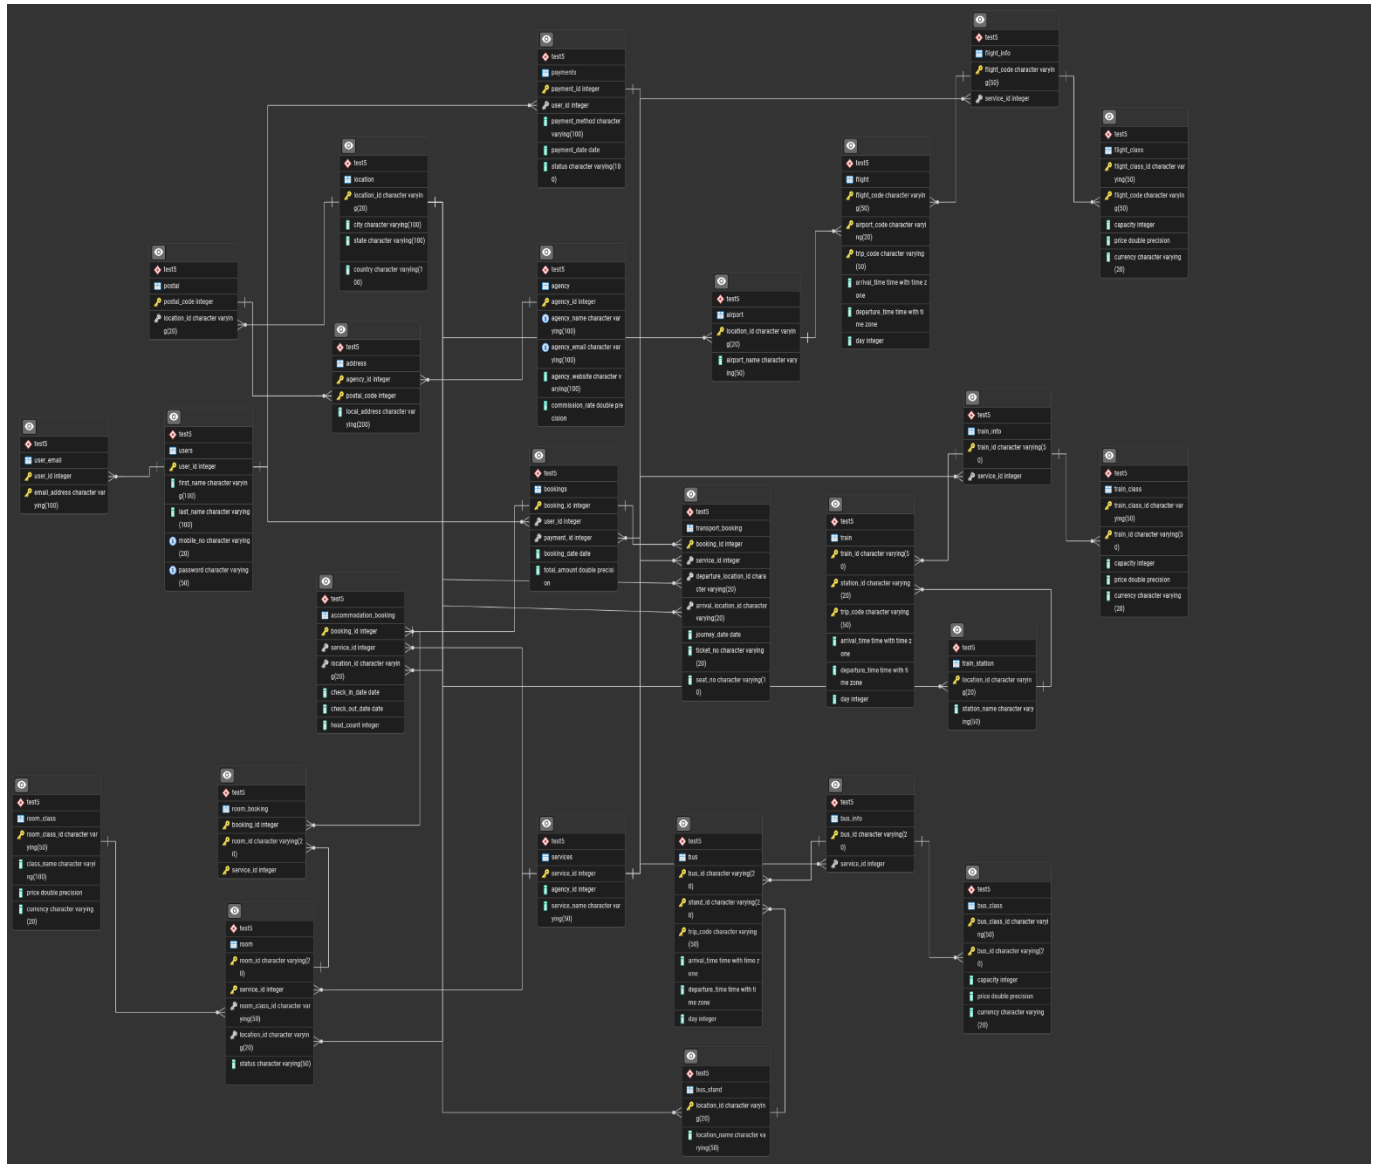 test5
flight_info
flight_code character varyin
g(50)
service_id integer
test5
payments
payment_id integer
user_id integer
payment_method character
varying(100)
payment_date date
status character varying(10
0)
test5
flight_class
flight_class_id character var
ying(50)
flight_code character varyin
g(50)
capacity integer
price double precision
currency character varying
(20)
test5
location
location_id character varyin
g(20)
city character varying(100)
state character varying(100)
country character varying(1
00)
test5
flight
flight_code character varyin
g(50)
airport_code character varyi
ng(20)
trip_code character varying
(50)
arrival_time time with time z
one
departure_time time with ti
me zone
day integer
test5
postal
postal_code integer
location_id character varyin
g(20)
test5
agency
agency_id integer
agency_name character var
ying(100)
agency_email character var
ying(100)
agency_website character v
arying(100)
commission_rate double pre
cision
test5
airport
location_id character varyin
g(20)
airport_name character vary
ing(50)
test5
address
agency_id integer
postal_code integer
local_address character var
ying(200)
test5
user_email
user_id integer
email_address character var
ying(100)
test5
users
user_id integer
first_name character varyin
g(100)
last_name character varying
(100)
mobile_no character varying
(20)
password character varying
(50)
test5
train_info
train_id character varying(5
0)
service_id integer
test5
train_class
train_class_id character var
ying(50)
train_id character varying(5
0)
capacity integer
price double precision
currency character varying
(20)
test5
bookings
booking_id integer
user_id integer
payment_id integer
booking_date date
total_amount double precisi
on
test5
transport_booking
booking_id integer
service_id integer
departure_location_id chara
cter varying(20)
arrival_location_id character
varying(20)
journey_date date
ticket_no character varying
(20)
seat_no character varying(1
0)
test5
train
train_id character varying(5
0)
station_id character varying
(20)
trip_code character varying
(50)
arrival_time time with time z
one
departure_time time with ti
me zone
day integer
test5
accommodation_booking
booking_id integer
service_id integer
location_id character varyin
g(20)
check_in_date date
check_out_date date
head_count integer
test5
train_station
location_id character varyin
g(20)
station_name character vary
ing(50)
test5
room_class
room_class_id character var
ying(50)
class_name character varyi
ng(100)
price double precision
currency character varying
(20)
test5
room_booking
booking_id integer
room_id character varying(2
0)
service_id integer
test5
services
service_id integer
agency_id integer
service_name character var
ying(50)
test5
bus
bus_id character varying(2
0)
stand_id character varying(2
0)
trip_code character varying
(50)
arrival_time time with time z
one
departure_time time with ti
me zone
day integer
test5
bus_info
bus_id character varying(2
0)
service_id integer
test5
bus_class
bus_class_id character varyi
ng(50)
bus_id character varying(2
0)
capacity integer
price double precision
currency character varying
(20)
test5
room
room_id character varying(2
0)
service_id integer
room_class_id character var
ying(50)
location_id character varyin
g(20)
status character varying(50)
test5
bus_stand
location_id character varyin
g(20)
location_name character va
rying(50)